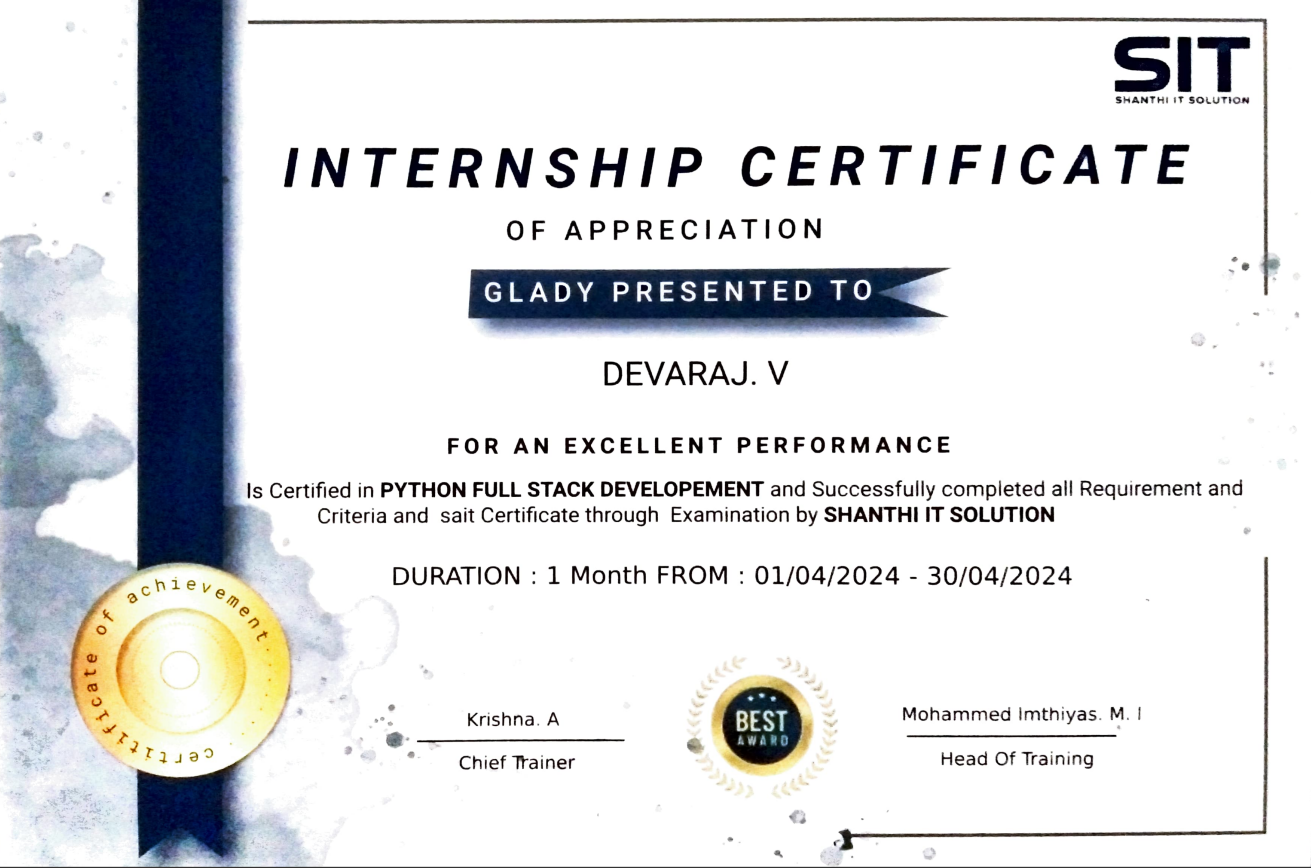 SIT
SHANTHI IT SOLUTION
INTERNSHIP CERTIFICATE
OF APPRECIATION
GLADY PRESENTED TO
DEVARAJ. V
FOR AN EXCELLENT PERFORMANCE
Is Certified in PYTHON FULL STACK DEVELOPEMENT and Successfully completed all Requirement and
Criteria and sait Certificate through Examination by SHANTHI IT SOLUTION
DURATION : 1 Month FROM : 01/04/2024 - 30/04/2024
certificate of achievement
Krishna. A
Chief Trainer
BEST
AWARD
Mohammed Imthiyas. M. I
Head Of Training